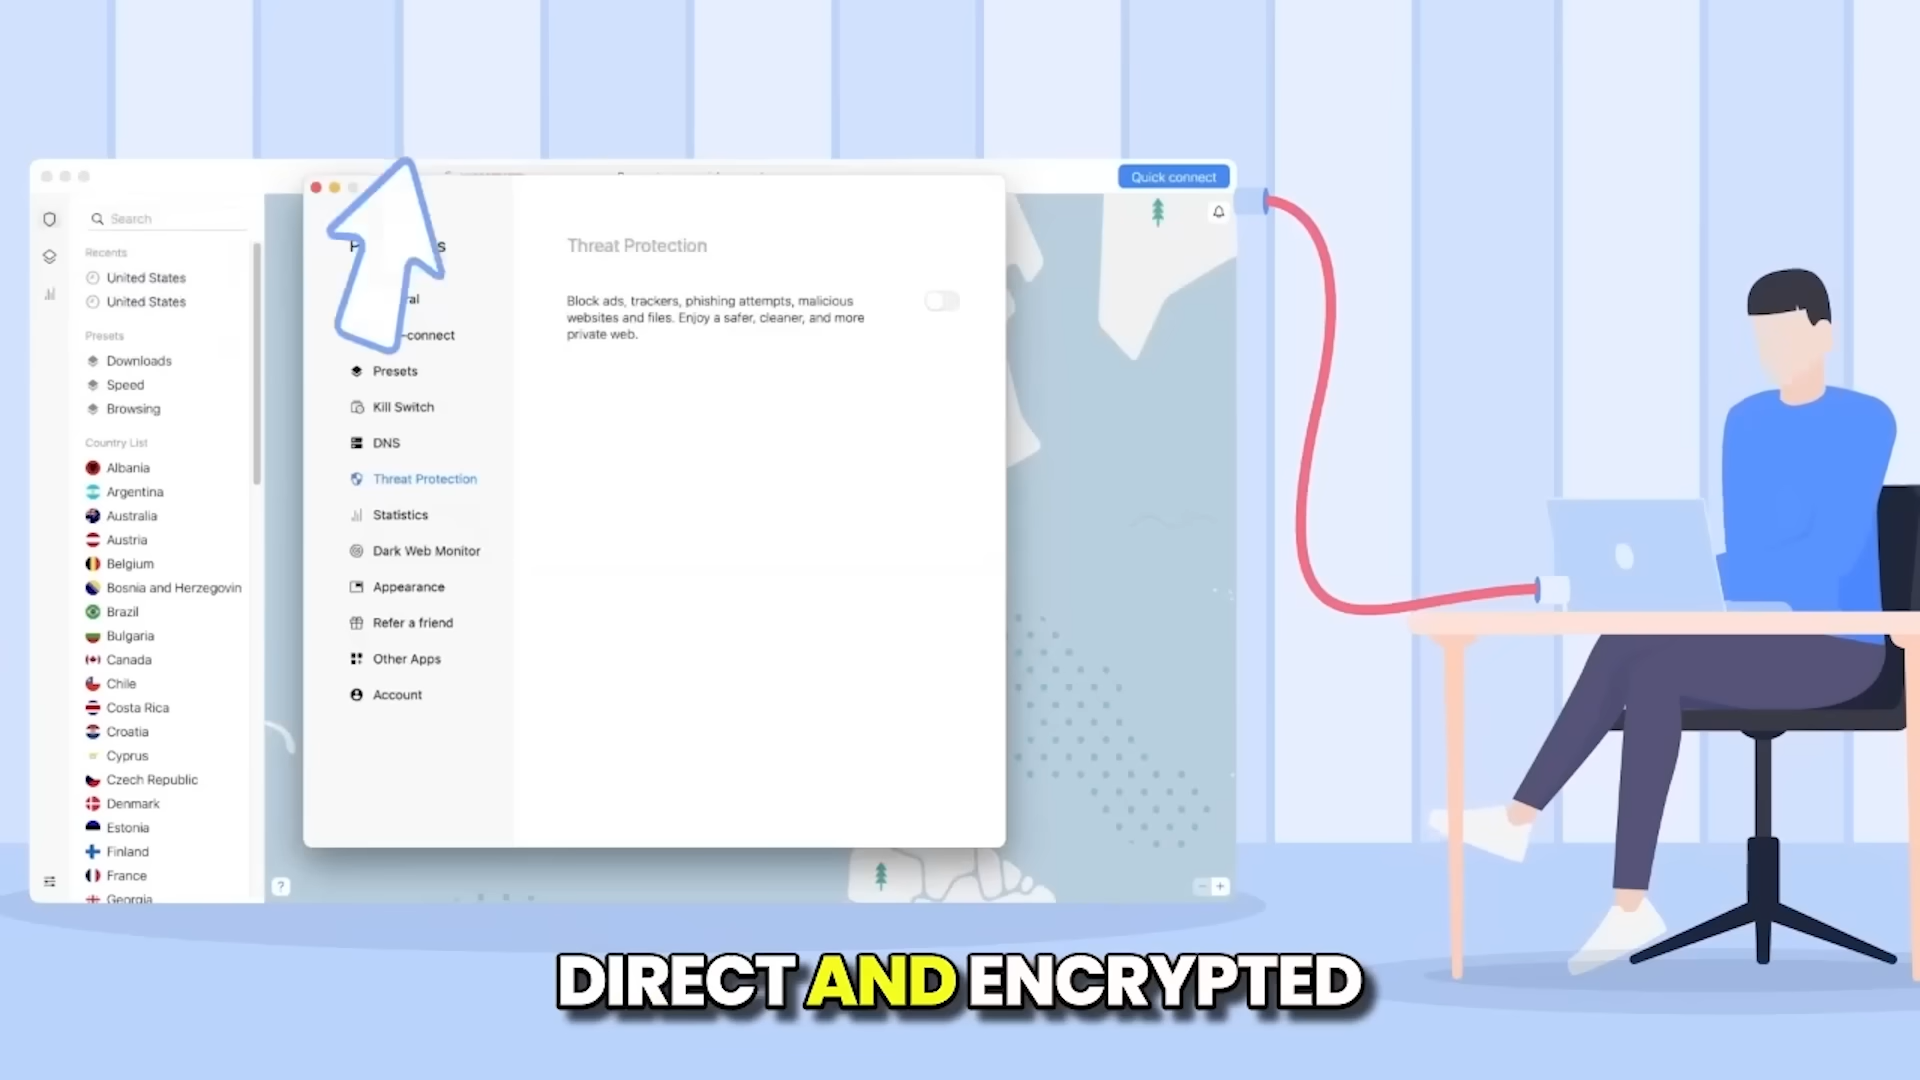 Quick connect
Search
Recents
United States
United States
Presets
Downloads
Speed
Browsing
Country List
Albania
Argentina
Australia
Austria
Belgium
Bosnia and Herzegovin
Brazil
Bulgaria
Canada
Chile
Costa Rica
Croatia
Cyprus
Czech Republic
Denmark
Estonia
Finland
France
Georgia
-connect
Presets
Kill Switch
DNS
Threat Protection
Statistics
Dark Web Monitor
Appearance
Refer a friend
Other Apps
Account
Threat Protection
Block ads, trackers, phishing attempts, malicious
websites and files. Enjoy a safer, cleaner, and more
private web.
?
DIRECT AND ENCRYPTED